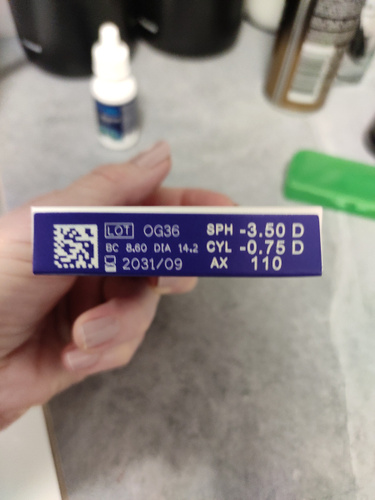 LOT OG36 SPH -3.50 D
BC 8.60 DIA 14.2 CYL -0.75 D
2031/09 AX 110